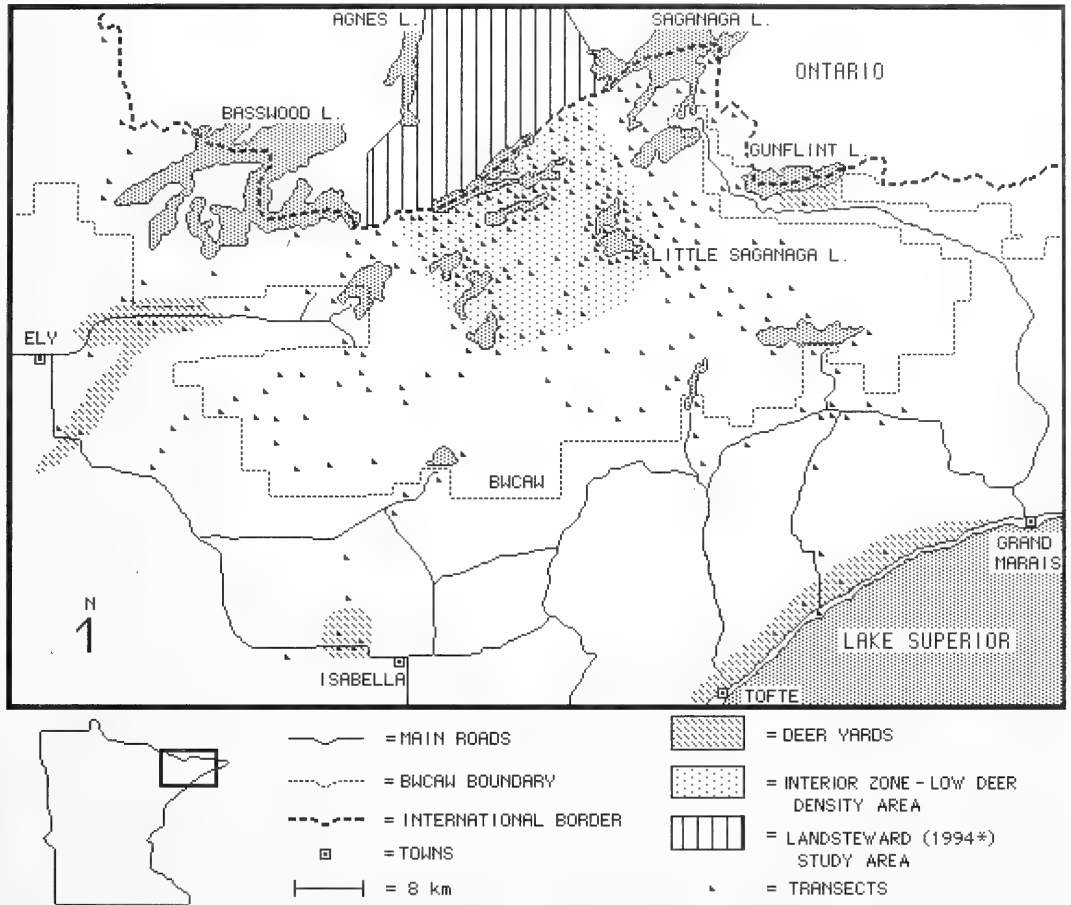 AGNES L.
SAGANAGA L.
ONTARIO
BASSWOOD L.
GUNFLINT L.
LITTLE SAGANAGA L.
ELY
BWCAW
GRAND
MARAIS
N
1
LAKE SUPERIOR
ISABELLA
TOFTE
= MAIN ROADS
= BWCAW BOUNDARY
= INTERNATIONAL BORDER
= TOWNS
= 8 km
= DEER YARDS
= INTERIOR ZONE - LOW DEER
DENSITY AREA
= LANDSTEWARD (1994*)
STUDY AREA
= TRANSECTS